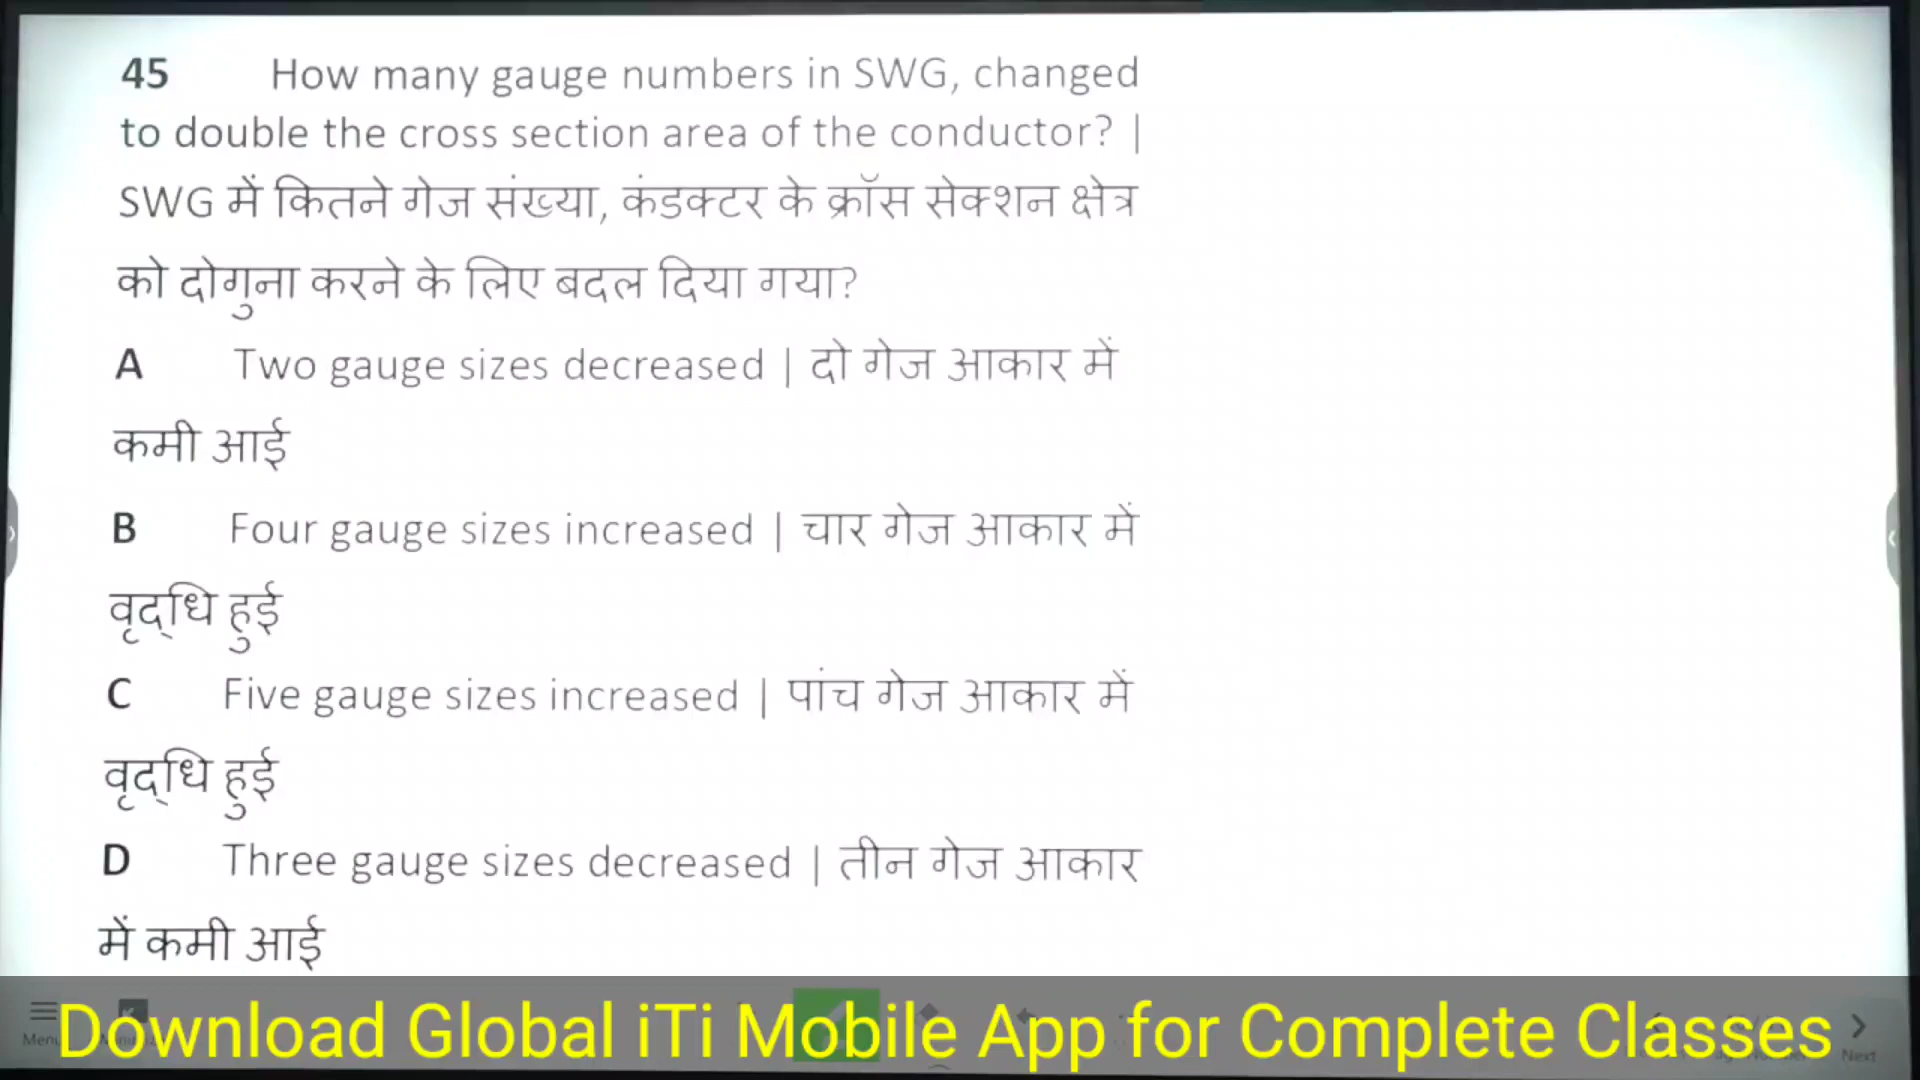 45 How many gauge numbers in SWG, changed
to double the cross section area of the conductor? |
SWG में कितने गेज संख्या, कंडक्टर के क्रॉस सेक्शन क्षेत्र
को दोगुना करने के लिए बदल दिया गया?
A Two gauge sizes decreased | दो गेज आकार में
कमी आई
B Four gauge sizes increased | चार गेज आकार में
वृद्धि हुई
C Five gauge sizes increased | पांच गेज आकार में
वृद्धि हुई
D Three gauge sizes decreased | तीन गेज आकार
में कमी आई
Download Global iTi Mobile App for Complete Classes
Menu
Next